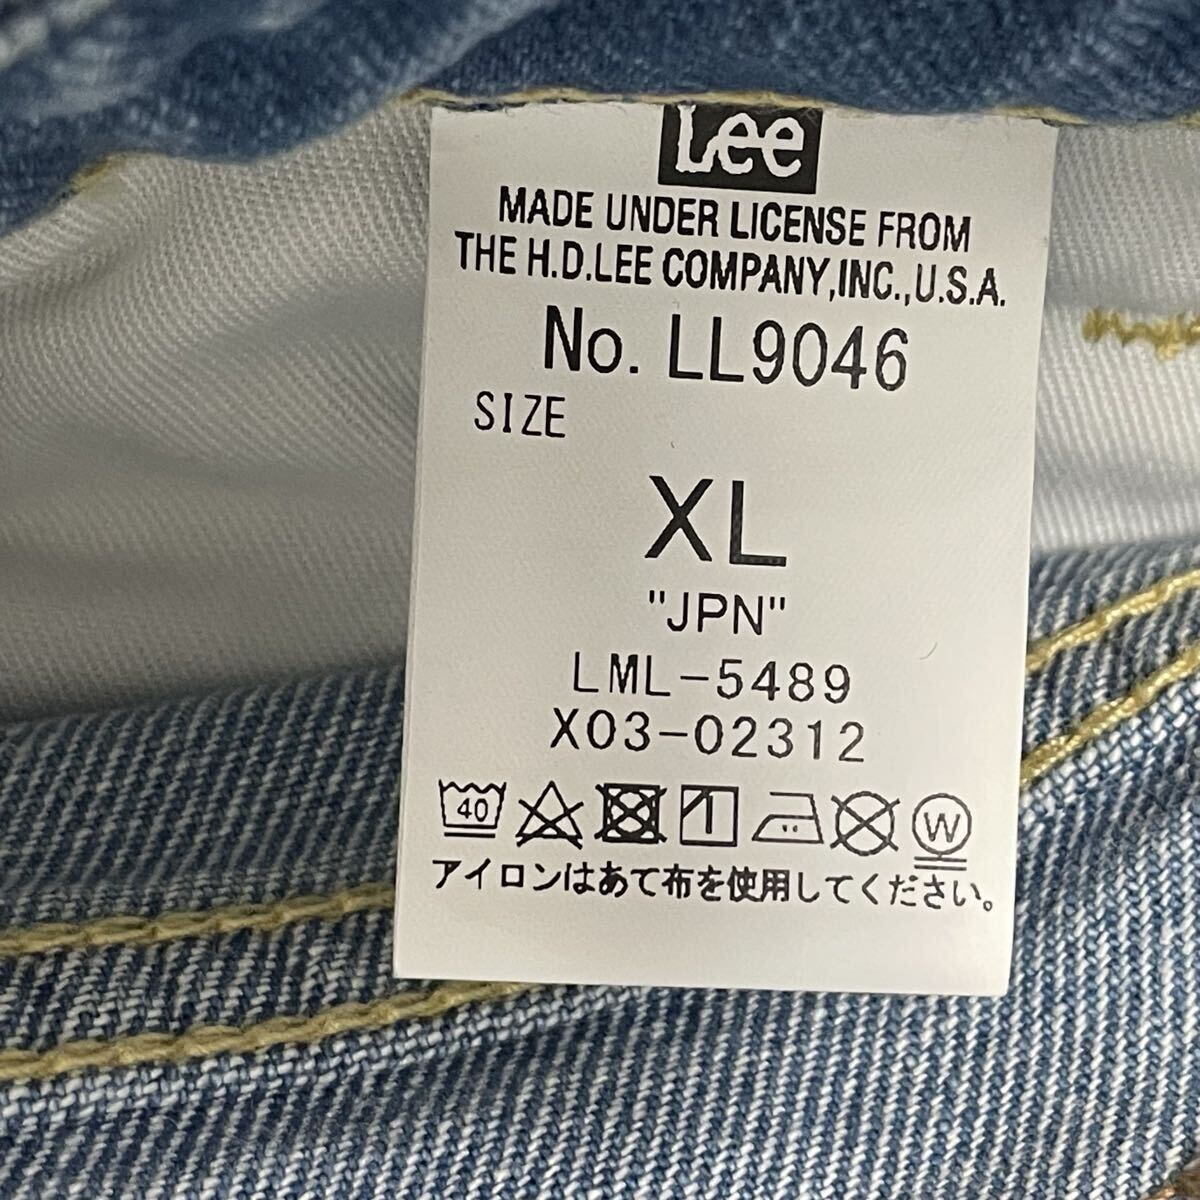 Lee
MADE UNDER LICENSE FROM
THE H.D.LEE COMPANY,INC.,U.S.A.
No. LL9046
SIZE
XL
"JPN"
LML-5489
X03-02312
40 W
アイロンはあて布を使用してください。